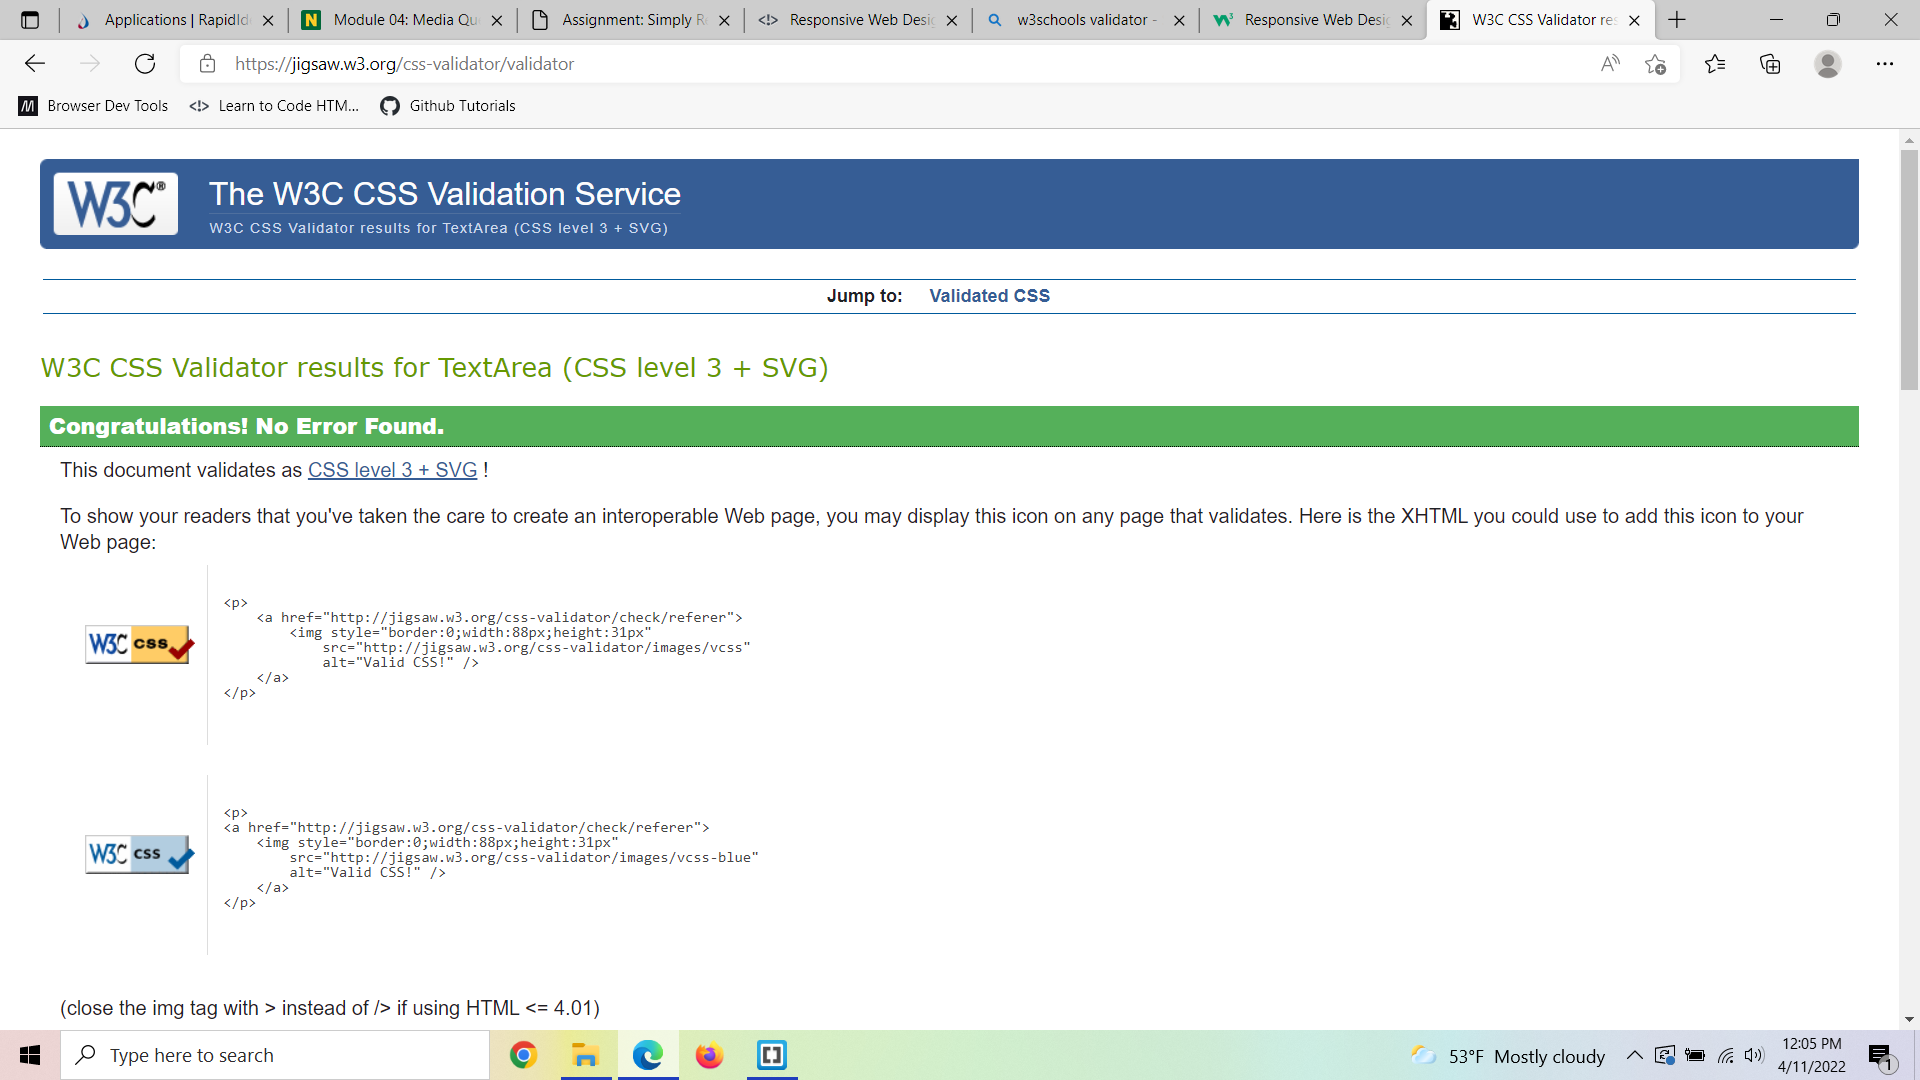 Applications | RapidId
Module 04: Media Qu
Assignment: Simply Re
Responsive Web Desig
w3schools validator -
Responsive Web Desig
W3C CSS Validator res
https://jigsaw.w3.org/css-validator/validator
Browser Dev Tools
Learn to Code HTM...
Github Tutorials
W3C®
The W3C CSS Validation Service
W3C CSS Validator results for TextArea (CSS level 3 + SVG)
Jump to: Validated CSS
W3C CSS Validator results for TextArea (CSS level 3 + SVG)
Congratulations! No Error Found.
This document validates as CSS level 3 + SVG !
To show your readers that you've taken the care to create an interoperable Web page, you may display this icon on any page that validates. Here is the XHTML you could use to add this icon to your
Web page:
W3C css
<p>
<a href="http://jigsaw.w3.org/css-validator/check/referer">
<img style="border:0;width:88px;height:31px"
src="http://jigsaw.w3.org/css-validator/images/vcss"
alt="Valid CSS!" />
</a>
</p>
W3C css
<p>
<a href="http://jigsaw.w3.org/css-validator/check/referer">
<img style="border:0;width:88px;height:31px"
src="http://jigsaw.w3.org/css-validator/images/vcss-blue"
alt="Valid CSS!" />
</a>
</p>
(close the img tag with > instead of /> if using HTML <= 4.01)
Type here to search
53°F Mostly cloudy
12:05 PM
4/11/2022
1